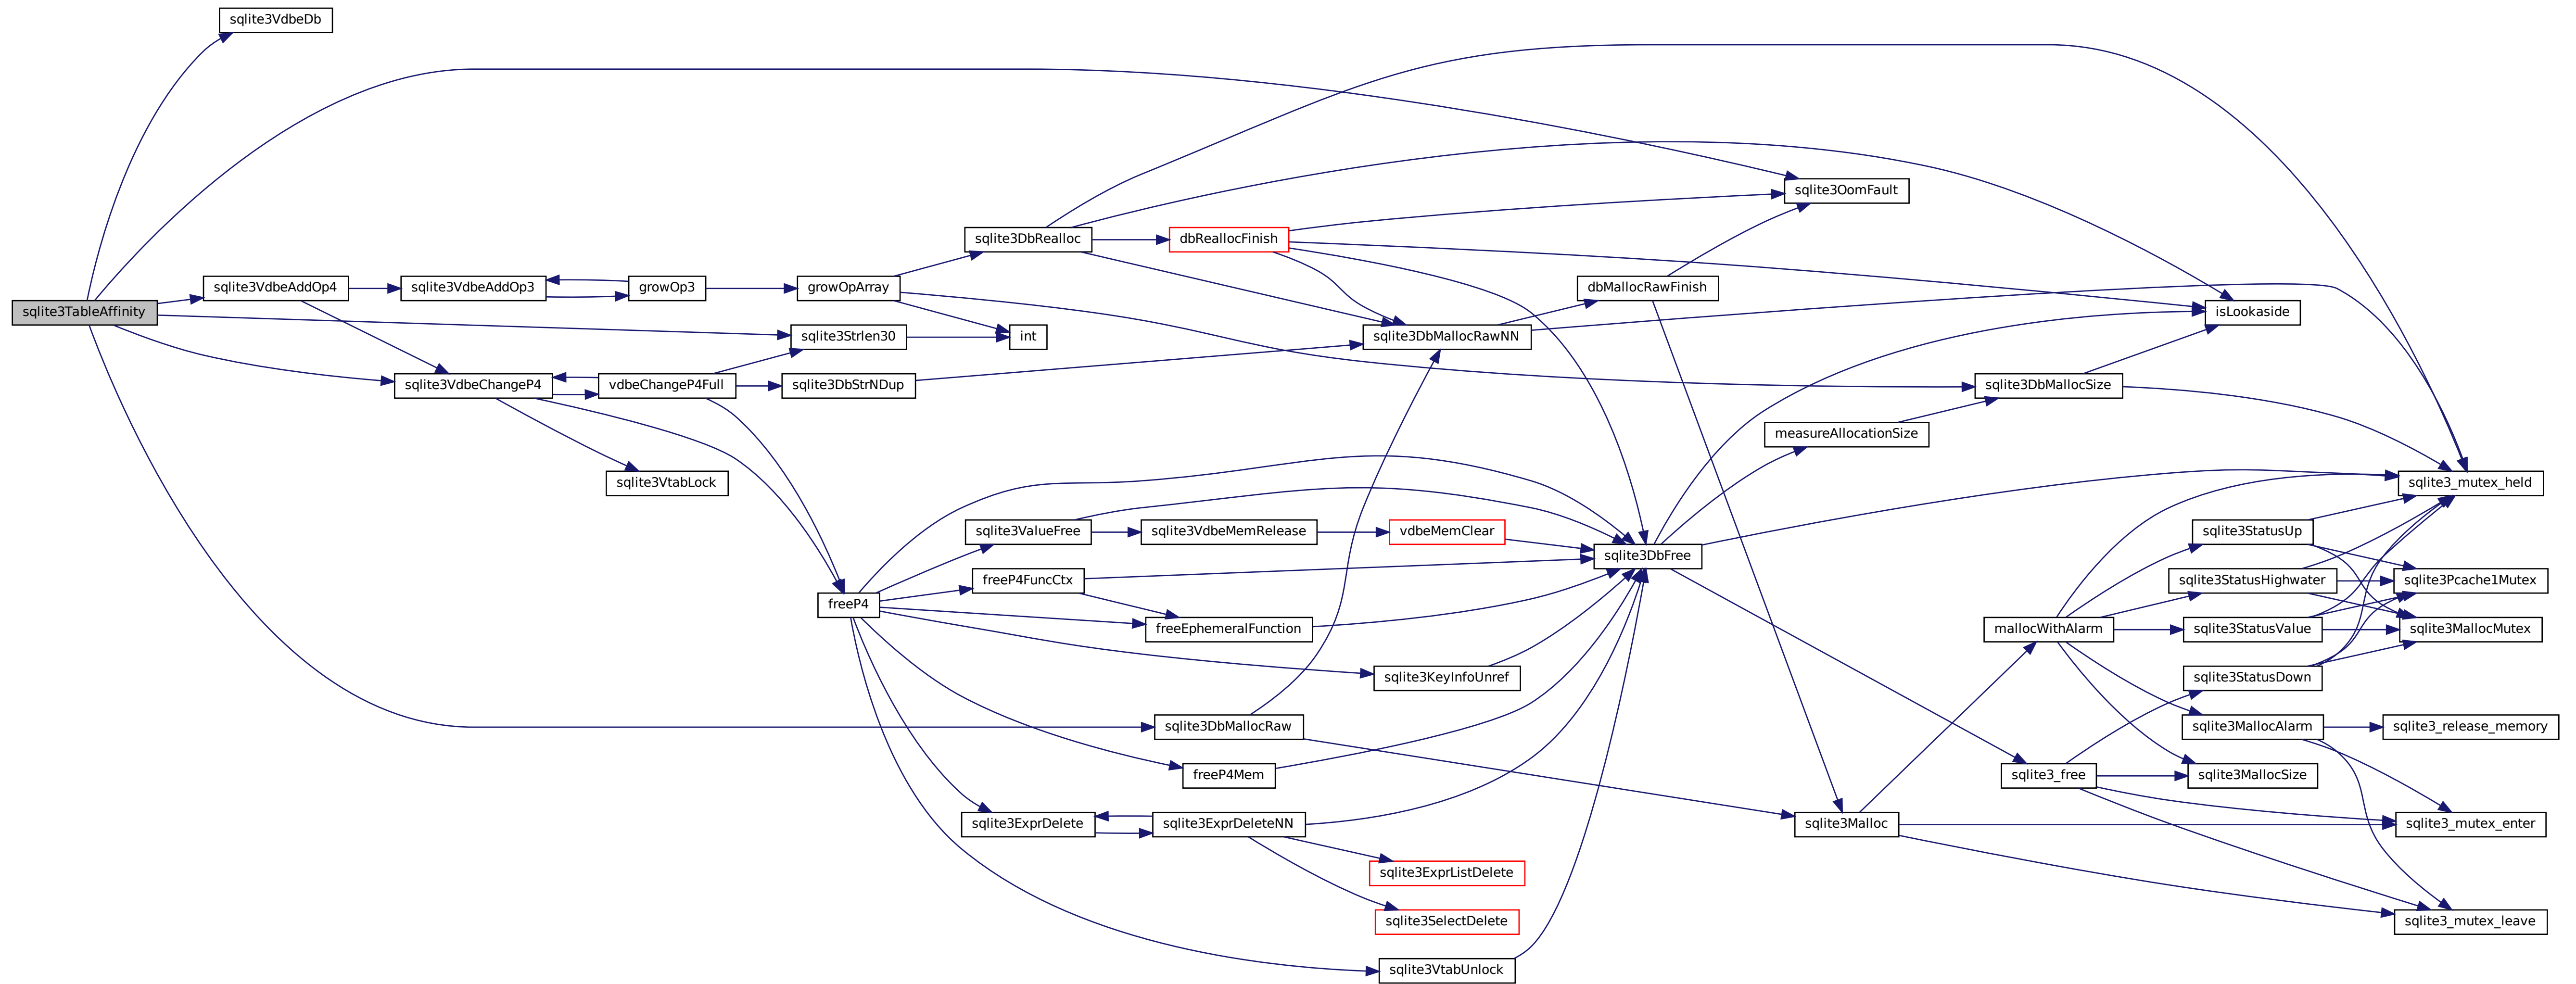 sqlite3VdbeDb
sqlite3OomFault
sqlite3DbRealloc
dbReallocFinish
sqlite3VdbeAddOp4
sqlite3VdbeAddOp3
growOp3
growOpArray
dbMallocRawFinish
sqlite3TableAffinity
isLookaside
sqlite3Strlen30
int
sqlite3DbMallocRawNN
sqlite3VdbeChangeP4
vdbeChangeP4Full
sqlite3DbStrNDup
sqlite3DbMallocSize
measureAllocationSize
sqlite3VtabLock
sqlite3_mutex_held
sqlite3ValueFree
sqlite3VdbeMemRelease
vdbeMemClear
sqlite3StatusUp
sqlite3DbFree
freeP4FuncCtx
sqlite3StatusHighwater
sqlite3Pcache1Mutex
freeP4
freeEphemeralFunction
mallocWithAlarm
sqlite3StatusValue
sqlite3MallocMutex
sqlite3KeyInfoUnref
sqlite3StatusDown
sqlite3DbMallocRaw
sqlite3MallocAlarm
sqlite3_release_memory
freeP4Mem
sqlite3_free
sqlite3MallocSize
sqlite3ExprDelete
sqlite3ExprDeleteNN
sqlite3Malloc
sqlite3_mutex_enter
sqlite3ExprListDelete
sqlite3SelectDelete
sqlite3_mutex_leave
sqlite3VtabUnlock